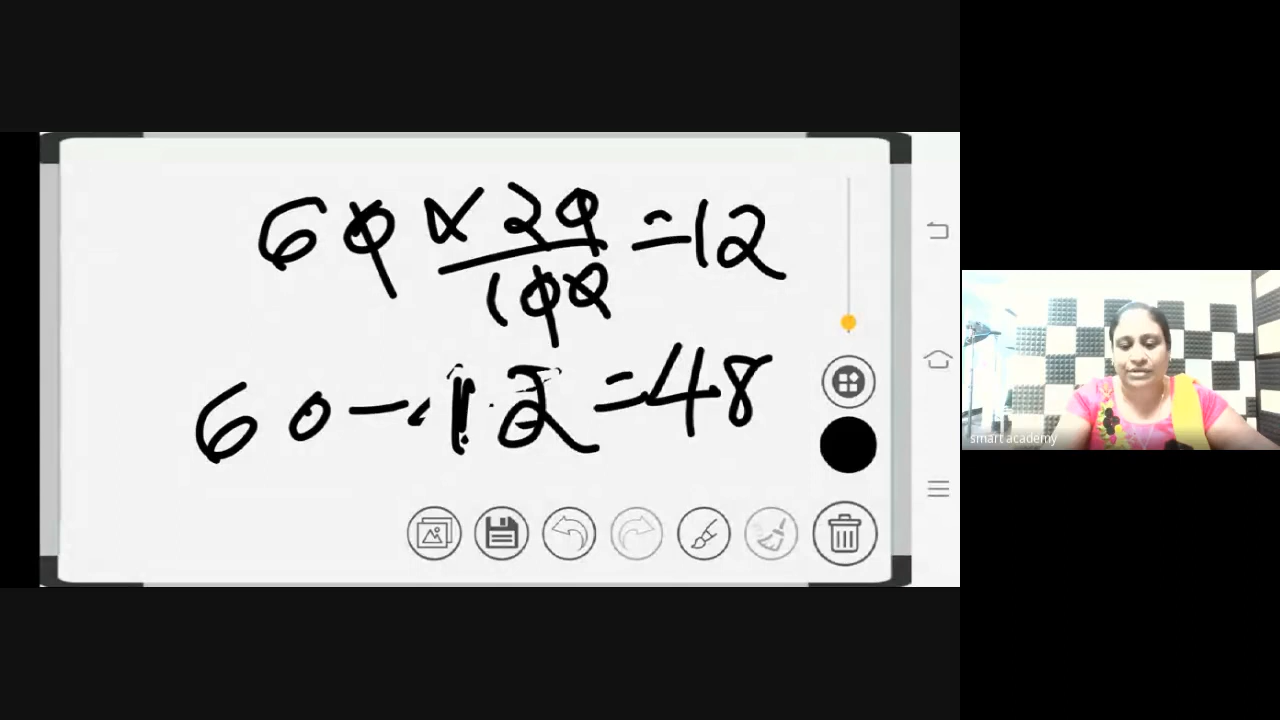 60 × 20/100 = 12
60 - 12 = 48
smart academy